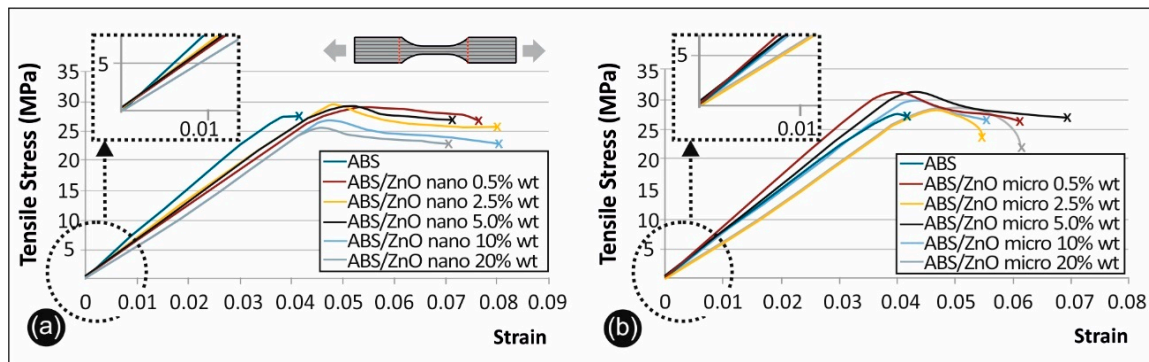 Tensile Stress (MPa)
35
30
25
20
15
10
5
5
0.01
ABS
ABS/ZnO nano 0.5% wt
ABS/ZnO nano 2.5% wt
ABS/ZnO nano 5.0% wt
ABS/ZnO nano 10% wt
ABS/ZnO nano 20% wt
0 0.01 0.02 0.03 0.04 0.05 0.06 0.07 0.08 0.09
(a)
Strain
Tensile Stress (MPa)
35
30
25
20
15
10
5
5
0.01
ABS
ABS/ZnO micro 0.5% wt
ABS/ZnO micro 2.5% wt
ABS/ZnO micro 5.0% wt
ABS/ZnO micro 10% wt
ABS/ZnO micro 20% wt
0 0.01 0.02 0.03 0.04 0.05 0.06 0.07 0.08
(b)
Strain